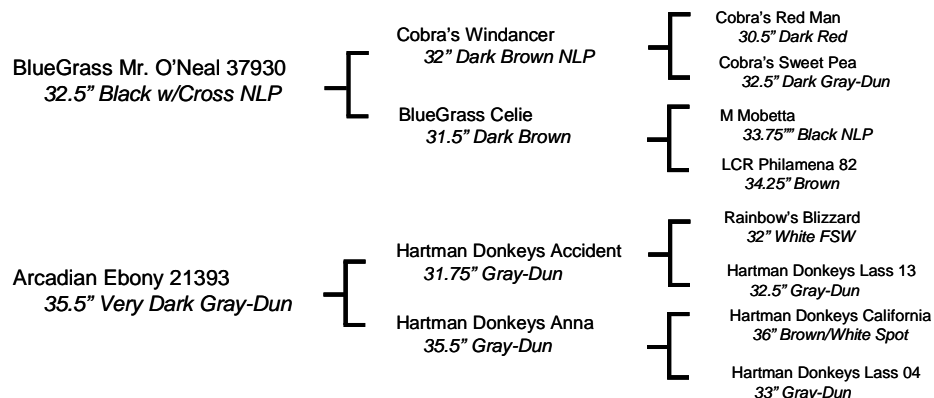 BlueGrass Mr. O’Neal 37930
32.5” Black w/Cross NLP
Cobra’s Windancer
32” Dark Brown NLP
Cobra’s Red Man
30.5” Dark Red
Cobra’s Sweet Pea
32.5” Dark Gray-Dun
BlueGrass Celie
31.5” Dark Brown
M Mobetta
33.75”” Black NLP
LCR Philamena 82
34.25” Brown
Arcadian Ebony 21393
35.5” Very Dark Gray-Dun
Hartman Donkeys Accident
31.75” Gray-Dun
Rainbow’s Blizzard
32” White FSW
Hartman Donkeys Lass 13
32.5” Gray-Dun
Hartman Donkeys Anna
35.5” Gray-Dun
Hartman Donkeys California
36” Brown/White Spot
Hartman Donkeys Lass 04
33” Gray-Dun